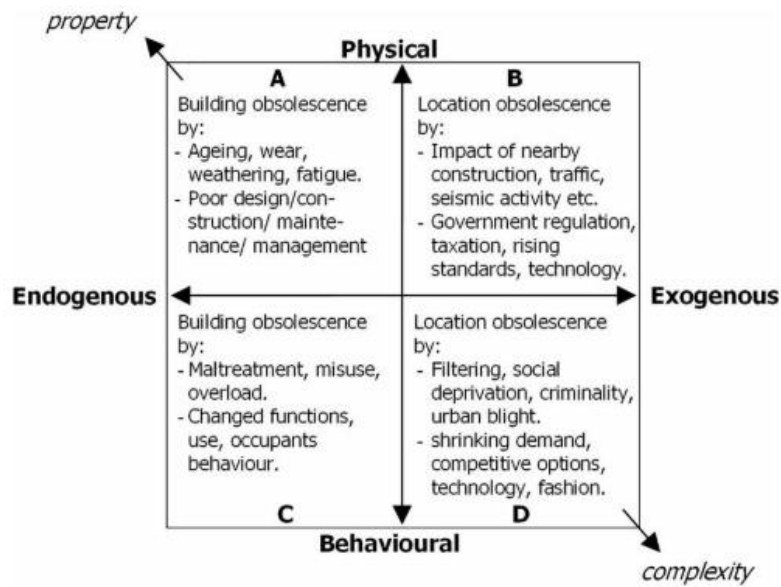 property
Physical
A
Building obsolescence
by:
- Ageing, wear,
weathering, fatigue.
- Poor design/con-
struction/ mainte-
nance/ management
B
Location obsolescence
by:
- Impact of nearby
construction, traffic,
seismic activity etc.
- Government regulation,
taxation, rising
standards, technology.
Endogenous
Exogenous
Building obsolescence
by:
- Maltreatment, misuse,
overload.
- Changed functions,
use, occupants
behaviour.
C
Location obsolescence
by:
- Filtering, social
deprivation, criminality,
urban blight.
- shrinking demand,
competitive options,
technology, fashion.
D
Behavioural
complexity